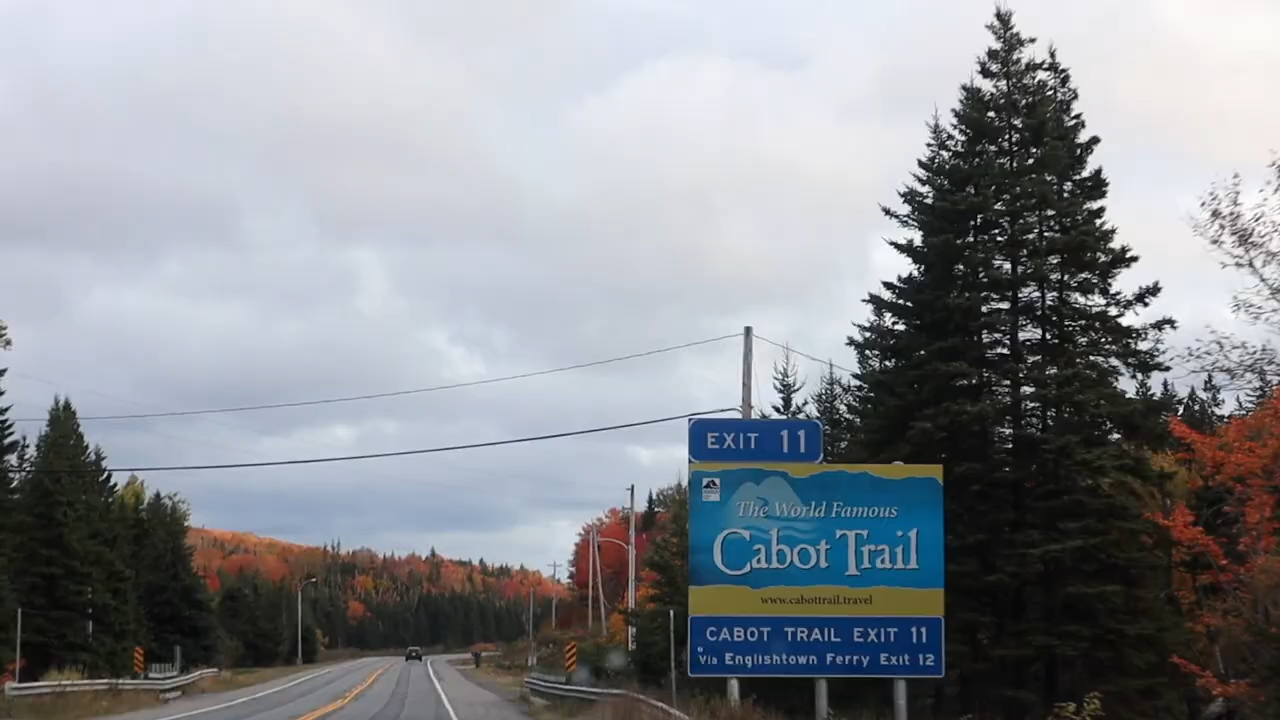 EXIT 11
The World Famous
Cabot Trail
www.cabottrail.travel
CABOT TRAIL EXIT 11
Via Englishtown Ferry Exit 12